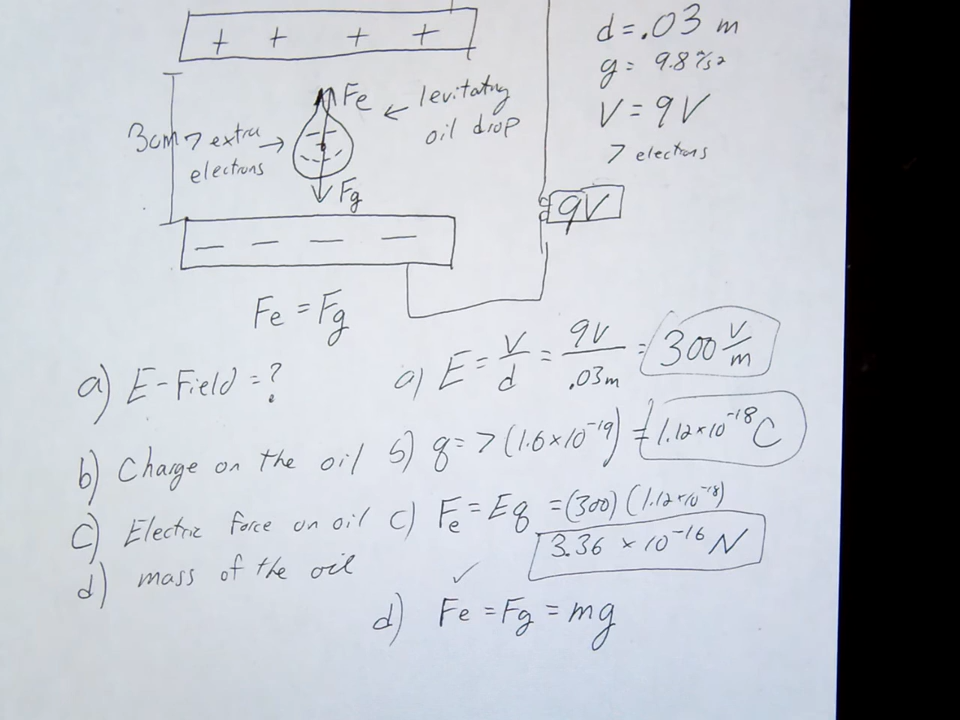 + + + +
d = .03 m
g = 9.8 m/s²
V = 9V
7 electrons
Fe
← levitating
oil drop
3cm
7 extra →
electrons
Fg
9V
— — — —
Fe = Fg
a) E-Field = ?
a) E = V/d = 9V/.03m = 300 V/m
b) Charge on the oil
b) q = 7 (1.6 × 10⁻¹⁹) = 1.12 × 10⁻¹⁸ C
c) Electric Force on oil
c) Fe = Eq = (300) (1.12 × 10⁻¹⁸)
3.36 × 10⁻¹⁶ N
d) mass of the oil
✓
d) Fe = Fg = mg